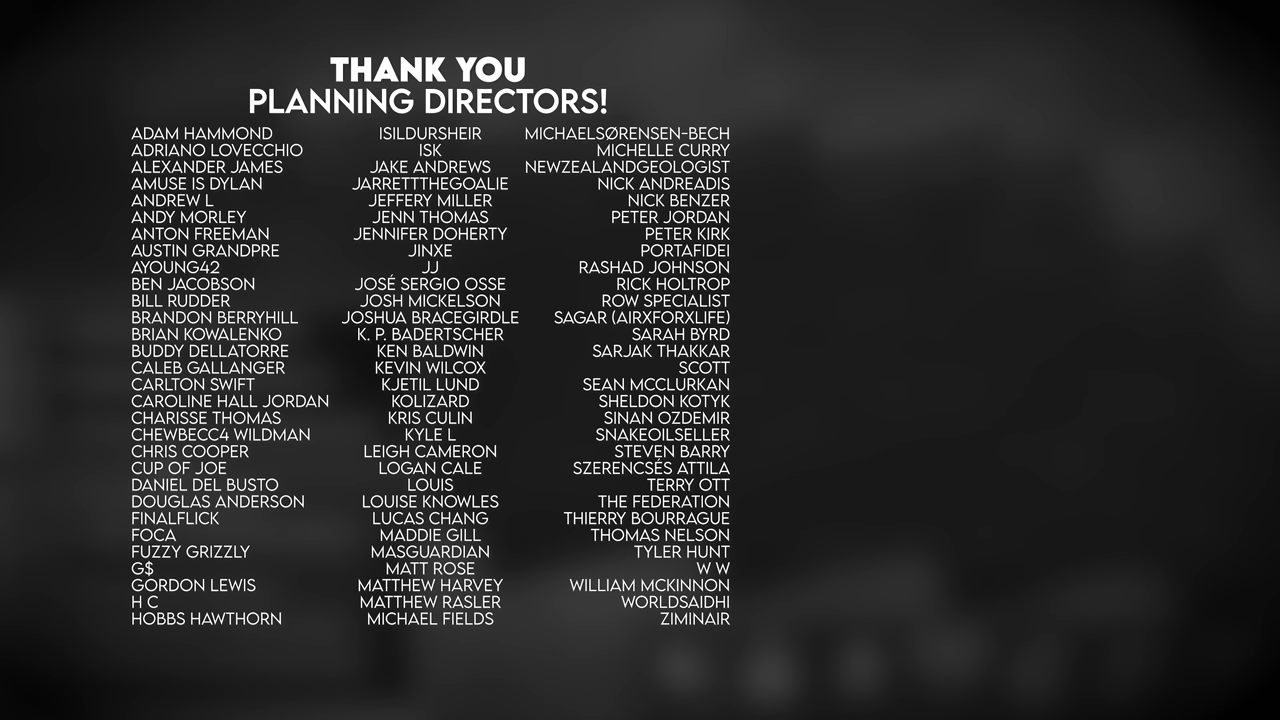 THANK YOU
PLANNING DIRECTORS!
ADAM HAMMOND
ADRIANO LOVECCHIO
ALEXANDER JAMES
AMUSE IS DYLAN
ANDREW L
ANDY MORLEY
ANTON FREEMAN
AUSTIN GRANDPRE
AYOUNG42
BEN JACOBSON
BILL RUDDER
BRANDON BERRYHILL
BRIAN KOWALENKO
BUDDY DELLATORRE
CALEB GALLANGER
CARLTON SWIFT
CAROLINE HALL JORDAN
CHARISSE THOMAS
CHEWBECC4 WILDMAN
CHRIS COOPER
CUP OF JOE
DANIEL DEL BUSTO
DOUGLAS ANDERSON
FINALFLICK
FOCA
FUZZY GRIZZLY
G$
GORDON LEWIS
H C
HOBBS HAWTHORN
ISILDURSHEIR
ISK
JAKE ANDREWS
JARRETTTHEGOALIE
JEFFERY MILLER
JENN THOMAS
JENNIFER DOHERTY
JINXE
JJ
JOSÉ SERGIO OSSE
JOSH MICKELSON
JOSHUA BRACEGIRDLE
K. P. BADERTSCHER
KEN BALDWIN
KEVIN WILCOX
KJETIL LUND
KOLIZARD
KRIS CULIN
KYLE L
LEIGH CAMERON
LOGAN CALE
LOUIS
LOUISE KNOWLES
LUCAS CHANG
MADDIE GILL
MASGUARDIAN
MATT ROSE
MATTHEW HARVEY
MATTHEW RASLER
MICHAEL FIELDS
MICHAELSØRENSEN-BECH
MICHELLE CURRY
NEWZEALANDGEOLOGIST
NICK ANDREADIS
NICK BENZER
PETER JORDAN
PETER KIRK
PORTAFIDEI
RASHAD JOHNSON
RICK HOLTROP
ROW SPECIALIST
SAGAR (AIRXFORXLIFE)
SARAH BYRD
SARJAK THAKKAR
SCOTT
SEAN MCCLURKAN
SHELDON KOTYK
SINAN OZDEMIR
SNAKEOILSELLER
STEVEN BARRY
SZERENCSÉS ATTILA
TERRY OTT
THE FEDERATION
THIERRY BOURRAGUE
THOMAS NELSON
TYLER HUNT
W W
WILLIAM MCKINNON
WORLDSAIDHI
ZIMINAIR